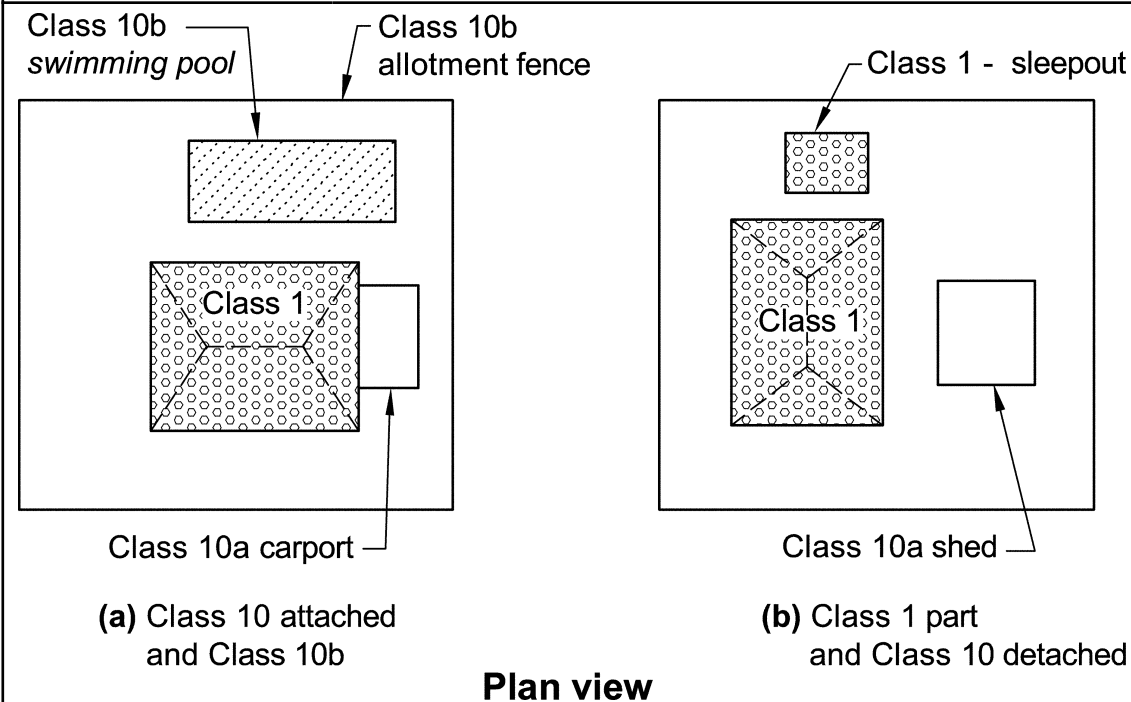 Class 10b
swimming pool
Class 10b
allotment fence
Class 1 - sleepout
Class 1
Class 1
Class 10a carport
Class 10a shed
(a) Class 10 attached
and Class 10b
(b) Class 1 part
and Class 10 detached
Plan view